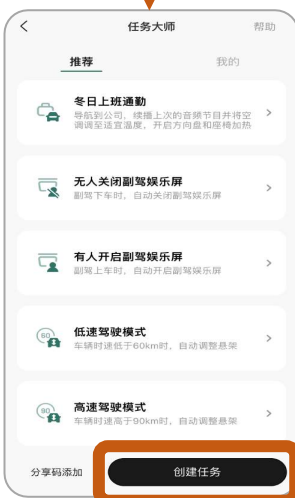 任务大师
帮助
推荐
我的
冬日上班通勤
导航到公司，续播上次的音频节目并将空
调调至适宜温度，开启方向盘和座椅加热
无人关闭副驾娱乐屏
副驾下车时，自动关闭副驾娱乐屏
有人开启副驾娱乐屏
副驾上车时，自动开启副驾娱乐屏
60
低速驾驶模式
车辆时速低于60km时，自动调整悬架
90
高速驾驶模式
车辆时速高于90km时，自动调整悬架
分享码添加
创建任务